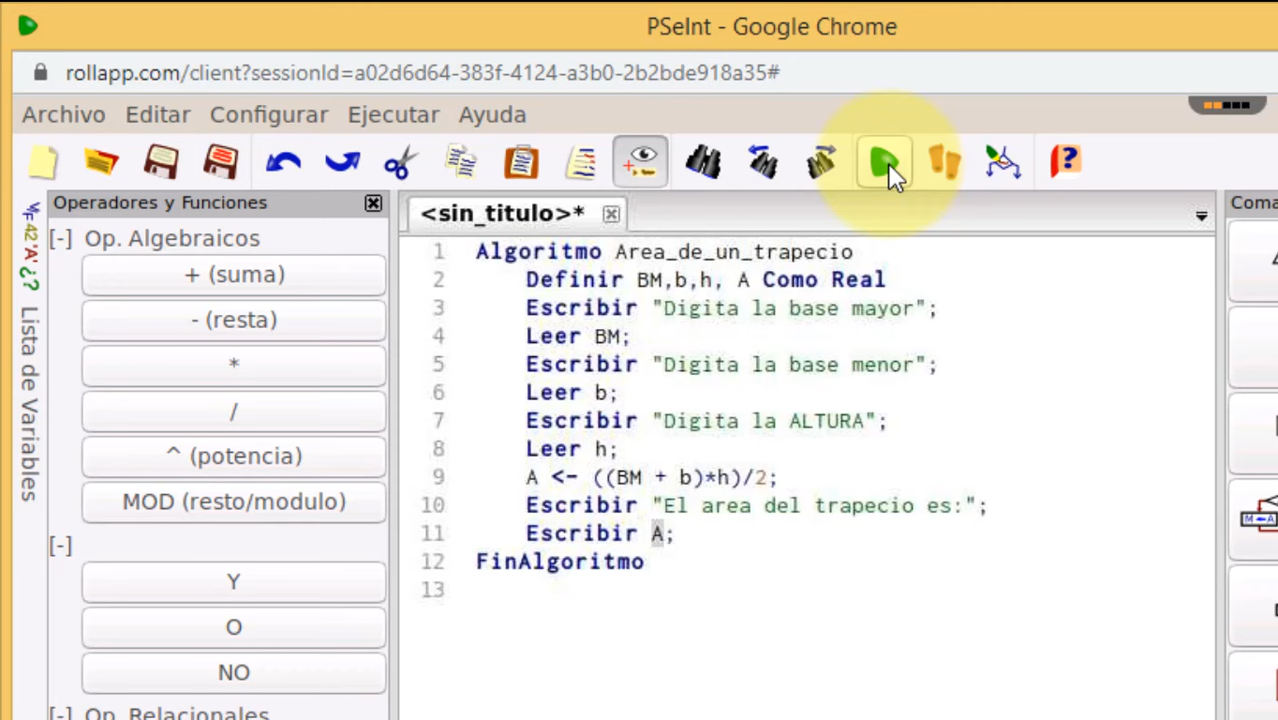 PSeInt - Google Chrome
rollapp.com/client?sessionId=a02d6d64-383f-4124-a3b0-2b2bde918a35#
Archivo Editar Configurar Ejecutar Ayuda
Operadores y Funciones
<sin_titulo>*
Coma
Lista de Variables
[-] Op. Algebraicos
+ (suma)
- (resta)
*
/
^ (potencia)
MOD (resto/modulo)
[-]
Y
O
NO
[-] Op. Relacionales
1 Algoritmo Area_de_un_trapecio
2 Definir BM,b,h, A Como Real
3 Escribir "Digita la base mayor";
4 Leer BM;
5 Escribir "Digita la base menor";
6 Leer b;
7 Escribir "Digita la ALTURA";
8 Leer h;
9 A <- ((BM + b)*h)/2;
10 Escribir "El area del trapecio es:";
11 Escribir A;
12 FinAlgoritmo
13